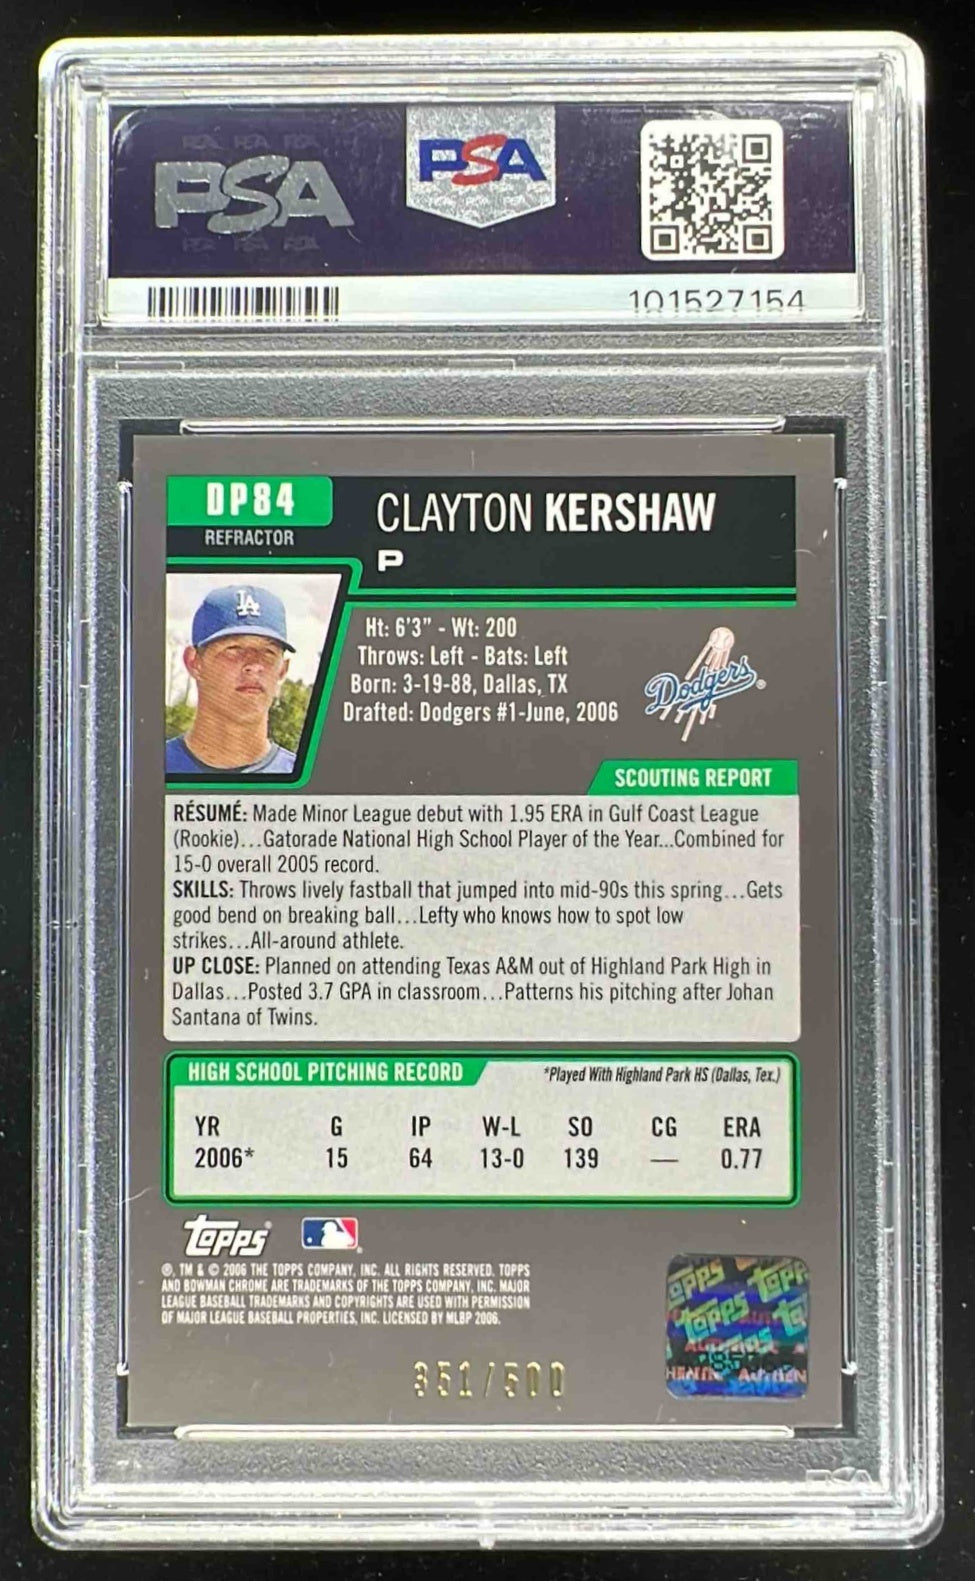 PSA
PSA
101527154
DP84
REFRACTOR
CLAYTON KERSHAW
P
LA
Ht: 6'3" - Wt: 200
Throws: Left - Bats: Left
Born: 3-19-88, Dallas, TX
Drafted: Dodgers #1-June, 2006
Dodgers®
SCOUTING REPORT
RÉSUMÉ: Made Minor League debut with 1.95 ERA in Gulf Coast League
(Rookie)...Gatorade National High School Player of the Year...Combined for
15-0 overall 2005 record.
SKILLS: Throws lively fastball that jumped into mid-90s this spring...Gets
good bend on breaking ball...Lefty who knows how to spot low
strikes...All-around athlete.
UP CLOSE: Planned on attending Texas A&M out of Highland Park High in
Dallas...Posted 3.7 GPA in classroom...Patterns his pitching after Johan
Santana of Twins.
HIGH SCHOOL PITCHING RECORD *Played With Highland Park HS (Dallas, Tex.)
YR G IP W-L SO CG ERA
2006* 15 64 13-0 139 — 0.77
topps®
®, TM & © 2006 THE TOPPS COMPANY, INC. ALL RIGHTS RESERVED. TOPPS
AND BOWMAN CHROME ARE TRADEMARKS OF THE TOPPS COMPANY, INC. MAJOR
LEAGUE BASEBALL TRADEMARKS AND COPYRIGHTS ARE USED WITH PERMISSION
OF MAJOR LEAGUE BASEBALL PROPERTIES, INC. LICENSED BY MLBP 2006.
351/500
topps
PSA